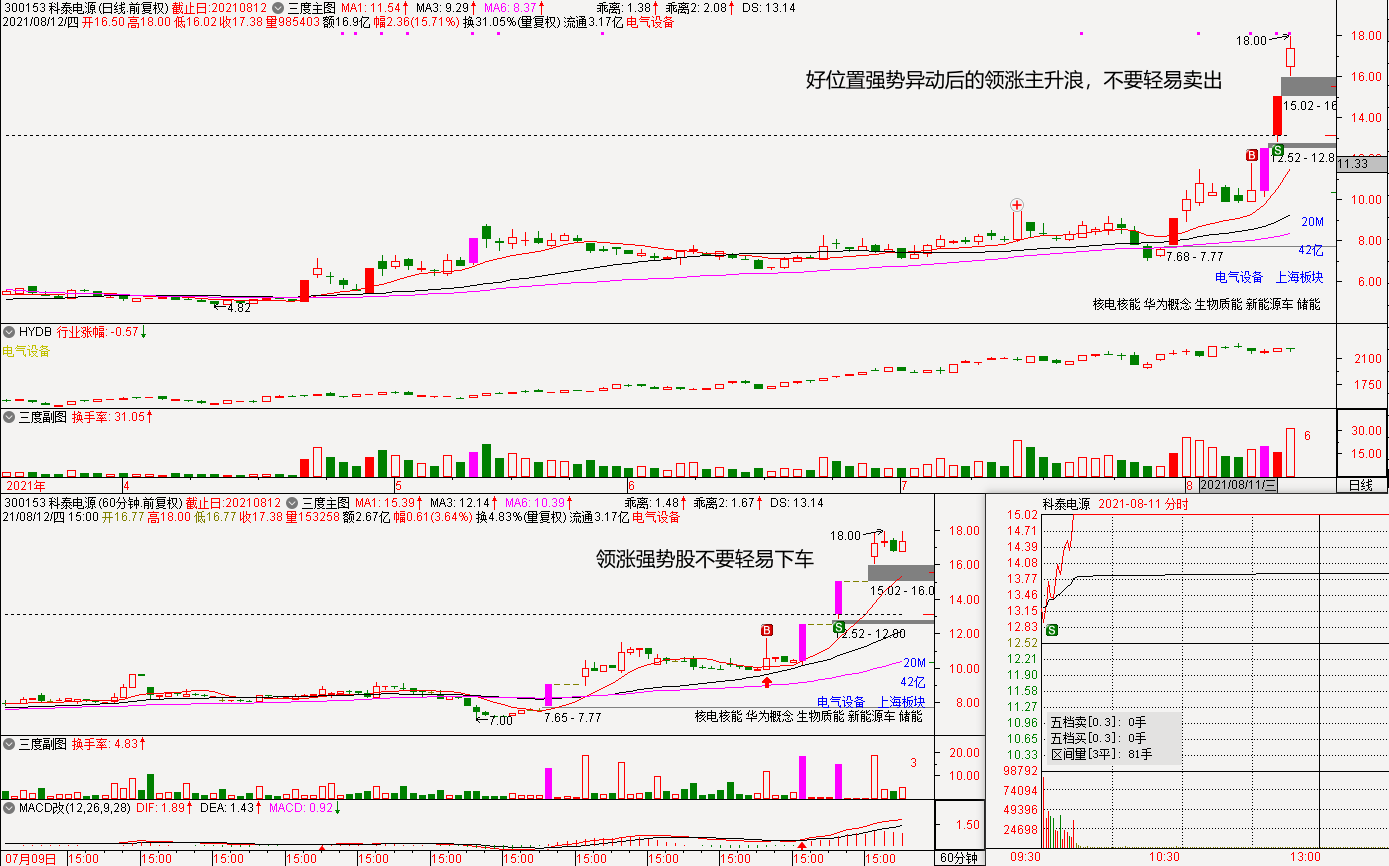 300153 科泰电源(日线.前复权) 截止日:20210812 三度主图 MA1: 11.54↑ MA3: 9.29↑ MA6: 8.37↑ 乖离: 1.38↑ 乖离2: 2.08↑ DS: 13.14
2021/08/12/四 开16.50 高18.00 低16.02 收17.38 量985403 额16.9亿 幅2.36(15.71%) 换31.05%(量复权) 流通3.17亿 电气设备
18.00
18.00
好位置强势异动后的领涨主升浪，不要轻易卖出
16.00
15.02 - 16
14.00
B
S
12.52 - 12.8
11.33
10.00
20M
8.00
42亿
7.68 - 7.77
电气设备 上海板块
6.00
4.82
核电核能 华为概念 生物质能 新能源车 储能
HYDB 行业涨幅: -0.57↓
电气设备
2100
1750
三度副图 换手率: 31.05↑
30.00
6
15.00
2021年 4 5 6 7 8 2021/08/11/三 日线
300153 科泰电源(60分钟.前复权) 截止日:20210812 三度主图 MA1: 15.39↑ MA3: 12.14↑ MA6: 10.39↑ 乖离: 1.48↑ 乖离2: 1.67↑ DS: 13.14
21/08/12/四 15:00 开16.77 高18.00 低16.77 收17.38 量153258 额2.67亿 幅0.61(3.64%) 换4.83%(量复权) 流通3.17亿 电气设备
18.00
18.00
领涨强势股不要轻易下车
16.00
15.02 - 16.0
14.00
B
S
12.00
10.00
20M
42亿
8.00
电气设备 上海板块
7.00
7.65 - 7.77
核电核能 华为概念 生物质能 新能源车 储能
三度副图 换手率: 4.83↑
20.00
3
10.00
MACD改(12,26,9,28) DIF: 1.89↑ DEA: 1.43↑ MACD: 0.92↓
1.50
07月09日 15:00 15:00 15:00 15:00 15:00 15:00 15:00 15:00 15:00 15:00 15:00 15:00 60分钟
科泰电源 2021-08-11 分时
15.02
14.71
14.39
14.08
13.77
13.46
13.15
12.83
S
12.52
12.21
11.90
11.58
11.27
10.96
10.65
10.33
五档卖[0.3]: 0手
五档买[0.3]: 0手
区间量[3平]: 81手
98792
74094
49396
24698
09:30 10:30 13:00